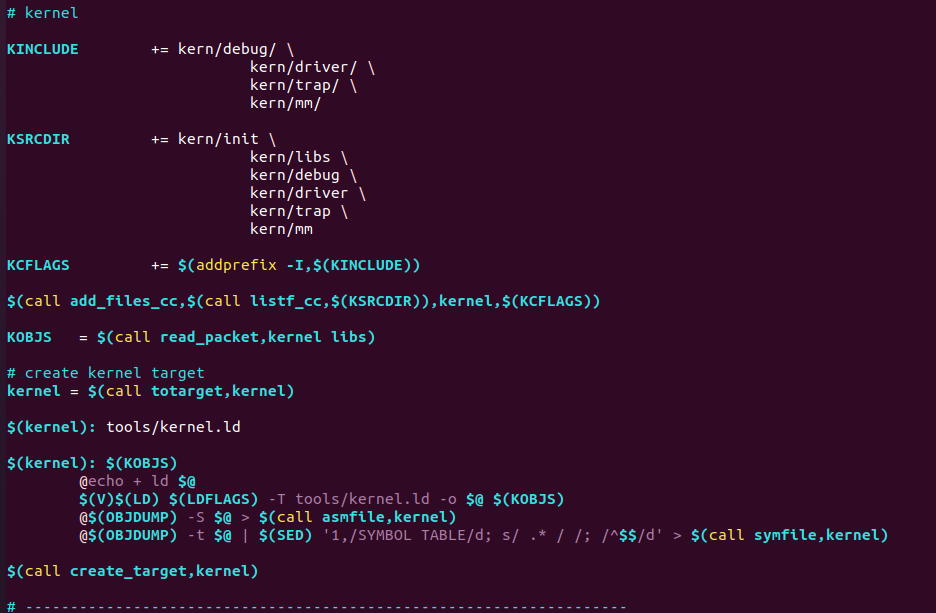 # kernel
KINCLUDE += kern/debug/ \
kern/driver/ \
kern/trap/ \
kern/mm/
KSRCDIR += kern/init \
kern/libs \
kern/debug \
kern/driver \
kern/trap \
kern/mm
KCFLAGS += $(addprefix -I,$(KINCLUDE))
$(call add_files_cc,$(call listf_cc,$(KSRCDIR)),kernel,$(KCFLAGS))
KOBJS = $(call read_packet,kernel libs)
# create kernel target
kernel = $(call totarget,kernel)
$(kernel): tools/kernel.ld
$(kernel): $(KOBJS)
@echo + ld $@
$(V)$(LD) $(LDFLAGS) -T tools/kernel.ld -o $@ $(KOBJS)
@$(OBJDUMP) -S $@ > $(call asmfile,kernel)
@$(OBJDUMP) -t $@ | $(SED) '1,/SYMBOL TABLE/d; s/ .* / /; /^$$/d' > $(call symfile,kernel)
$(call create_target,kernel)
# -------------------------------------------------------------------